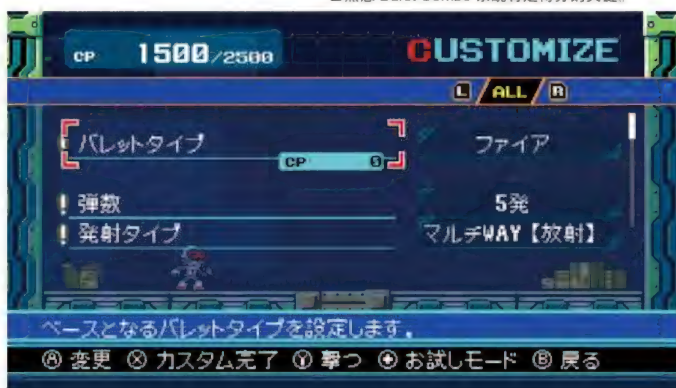 CP 1500/2500 CUSTOMIZE
L ALL R
バレットタイプ ファイア
CP 0
! 弾数 5発
! 発射タイプ マルチWAY【放射】
ベースとなるバレットタイプを設定します。
Ⓐ 変更 Ⓧ カスタム完了 Ⓨ 撃つ ⊕ お試しモード Ⓑ 戻る